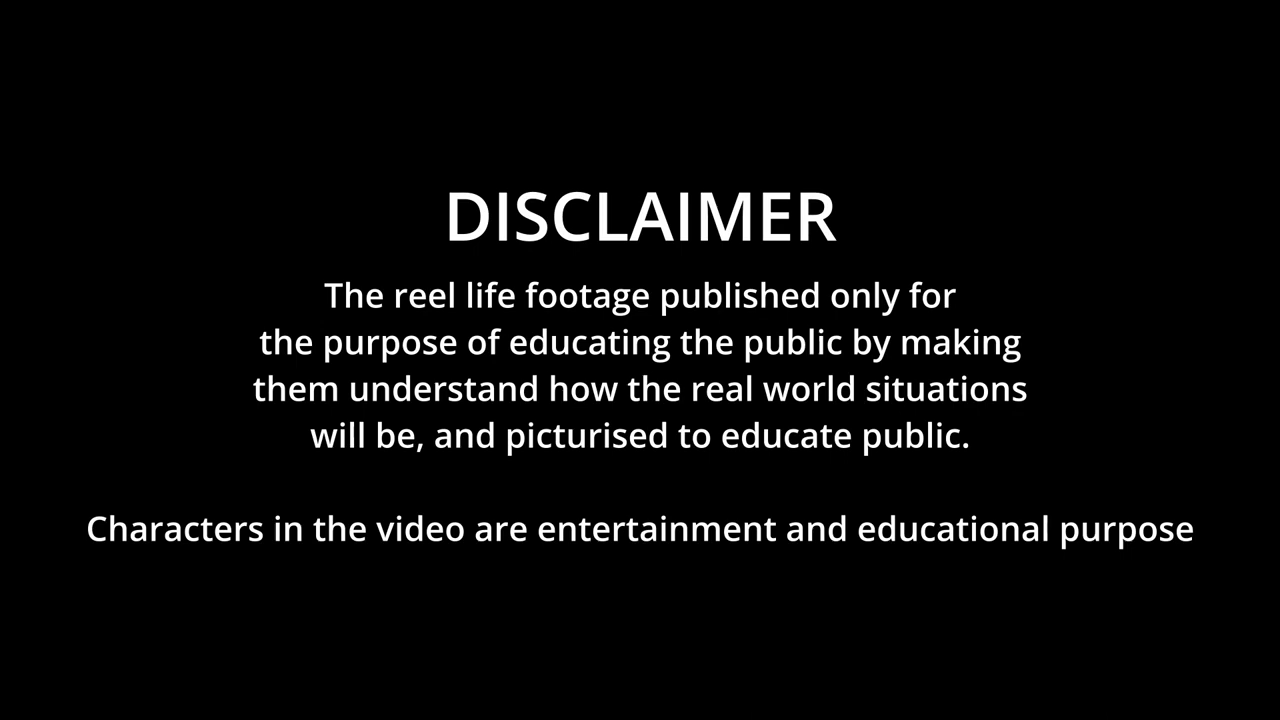 DISCLAIMER
The reel life footage published only for
the purpose of educating the public by making
them understand how the real world situations
will be, and picturised to educate public.
Characters in the video are entertainment and educational purpose